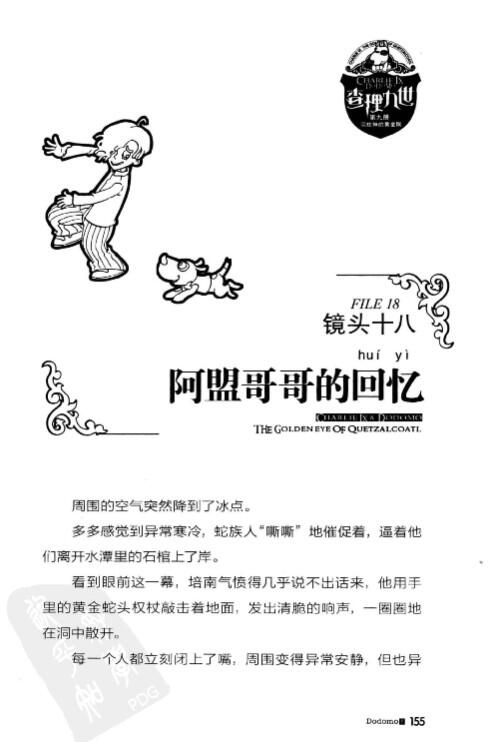 CHARLIE IX
DODOMO
查理九世
第九册
FILE 18
镜头十八
huí yì
阿盟哥哥的回忆
CHARLIE IX & DODOMO
THE GOLDEN EYE OF QUETZALCOATL
周围的空气突然降到了冰点。
多多感觉到异常寒冷，蛇族人“嘶嘶”地催促着，逼着他
们离开水潭里的石棺上了岸。
看到眼前这一幕，培南气愤得几乎说不出话来，他用手
里的黄金蛇头权杖敲击着地面，发出清脆的响声，一圈圈地
在洞中散开。
每一个人都立刻闭上了嘴，周围变得异常安静，但也异
PDG
Dodomo 155